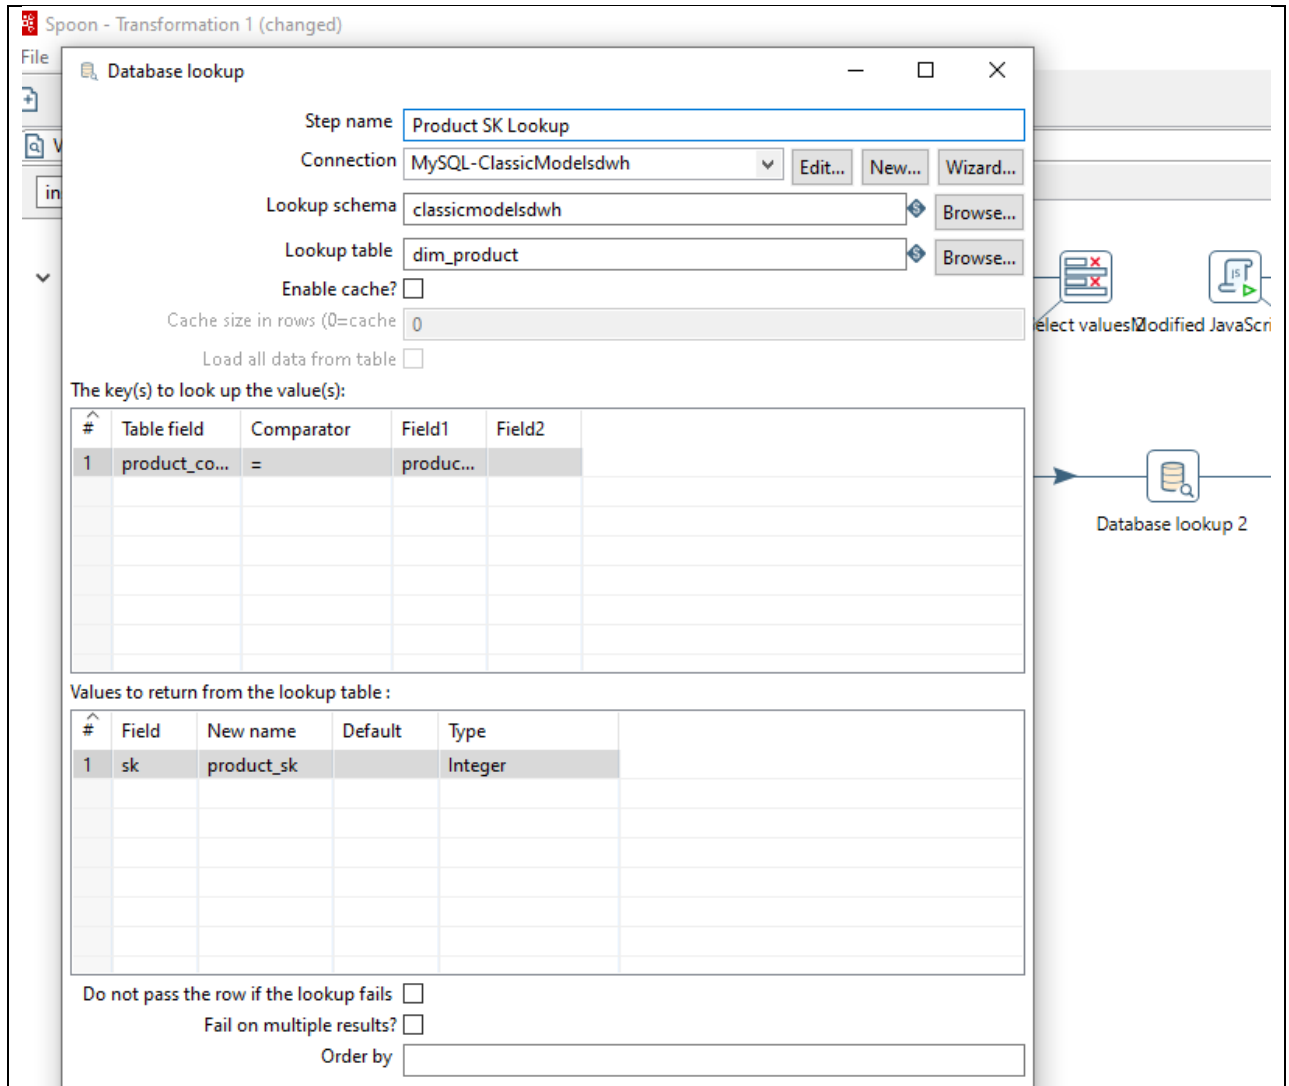 Spoon - Transformation 1 (changed)
File
Database lookup
Step name Product SK Lookup
Connection MySQL-ClassicModelsdwh Edit... New... Wizard...
Lookup schema classicmodelsdwh Browse...
Lookup table dim_product Browse...
Enable cache?
Cache size in rows (0=cache 0
Load all data from table
The key(s) to look up the value(s):
# Table field Comparator Field1 Field2
1 product_co... = produc...
Values to return from the lookup table :
# Field New name Default Type
1 sk product_sk Integer
Do not pass the row if the lookup fails
Fail on multiple results?
Order by
in
elect values 2
Modified JavaScri
Database lookup 2